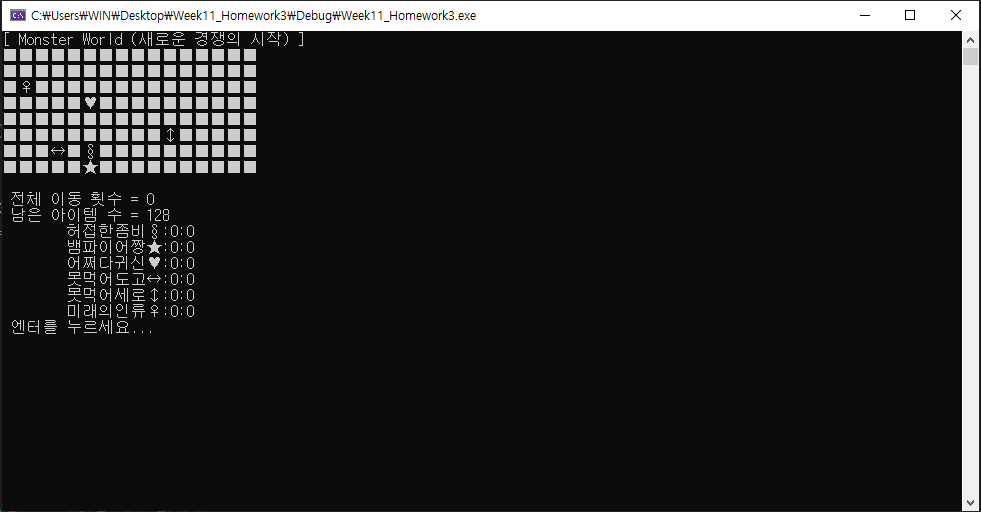 C:₩Users₩WIN₩Desktop₩Week11_Homework3₩Debug₩Week11_Homework3.exe
[ Monster World (새로운 경쟁의 시작) ]
■■■■■■■■■■■■■■■■
■■■■■■■■■■■■■■■■
■♀■■■■■■■■■■■■■■
■■■■■♥■■■■■■■■■■
■■■■■■■■■■■■■■■■
■■■■■■■■■■↕■■■■■
■■■↔■§■■■■■■■■■■
■■■■■★■■■■■■■■■■
전체 이동 횟수 = 0
남은 아이템 수 = 128
허접한좀비§:0:0
뱀파이어짱★:0:0
어쩌다귀신♥:0:0
못먹어도고↔:0:0
못먹어세로↕:0:0
미래의인류♀:0:0
엔터를 누르세요...